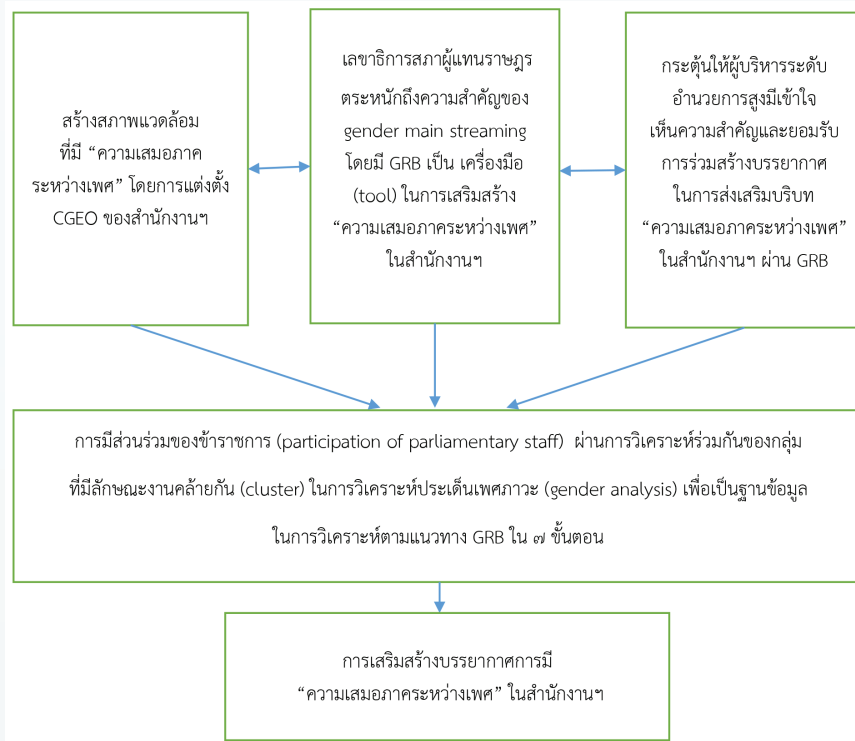 สร้างสภาพแวดล้อม
ที่มี “ความเสมอภาค
ระหว่างเพศ” โดยการแต่งตั้ง
CGEO ของสำนักงานฯ
เลขาธิการสภาผู้แทนราษฎร
ตระหนักถึงความสำคัญของ
gender main streaming
โดยมี GRB เป็น เครื่องมือ
(tool) ในการเสริมสร้าง
“ความเสมอภาคระหว่างเพศ”
ในสำนักงานฯ
กระตุ้นให้ผู้บริหารระดับ
อำนวยการสูงมีเข้าใจ
เห็นความสำคัญและยอมรับ
การร่วมสร้างบรรยากาศ
ในการส่งเสริมบริบท
“ความเสมอภาคระหว่างเพศ”
ในสำนักงานฯ ผ่าน GRB
การมีส่วนร่วมของข้าราชการ (participation of parliamentary staff) ผ่านการวิเคราะห์ร่วมกันของกลุ่ม
ที่มีลักษณะงานคล้ายกัน (cluster) ในการวิเคราะห์ประเด็นเพศภาวะ (gender analysis) เพื่อเป็นฐานข้อมูล
ในการวิเคราะห์ตามแนวทาง GRB ใน ๗ ขั้นตอน
การเสริมสร้างบรรยากาศการมี
“ความเสมอภาคระหว่างเพศ” ในสำนักงานฯ